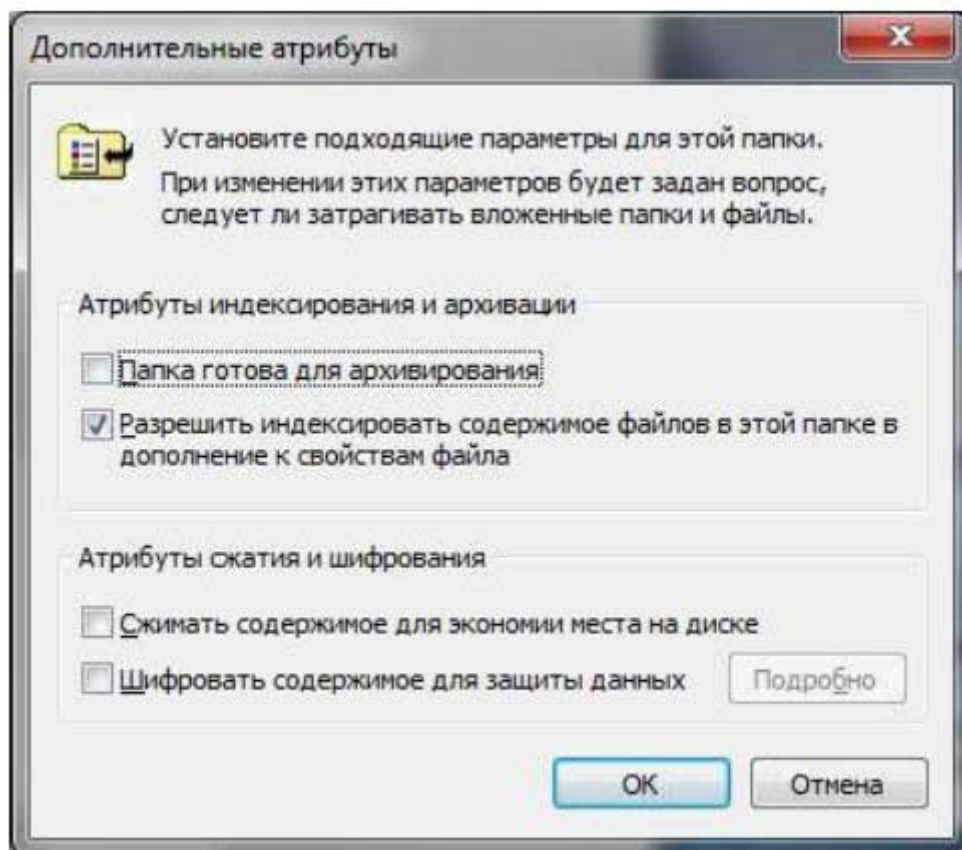 Дополнительные атрибуты
Установите подходящие параметры для этой папки.
При изменении этих параметров будет задан вопрос,
следует ли затрагивать вложенные папки и файлы.
Атрибуты индексирования и архивации
Папка готова для архивирования
Разрешить индексировать содержимое файлов в этой папке в
дополнение к свойствам файла
Атрибуты сжатия и шифрования
Сжимать содержимое для экономии места на диске
Шифровать содержимое для защиты данных
Подробно
ОК
Отмена